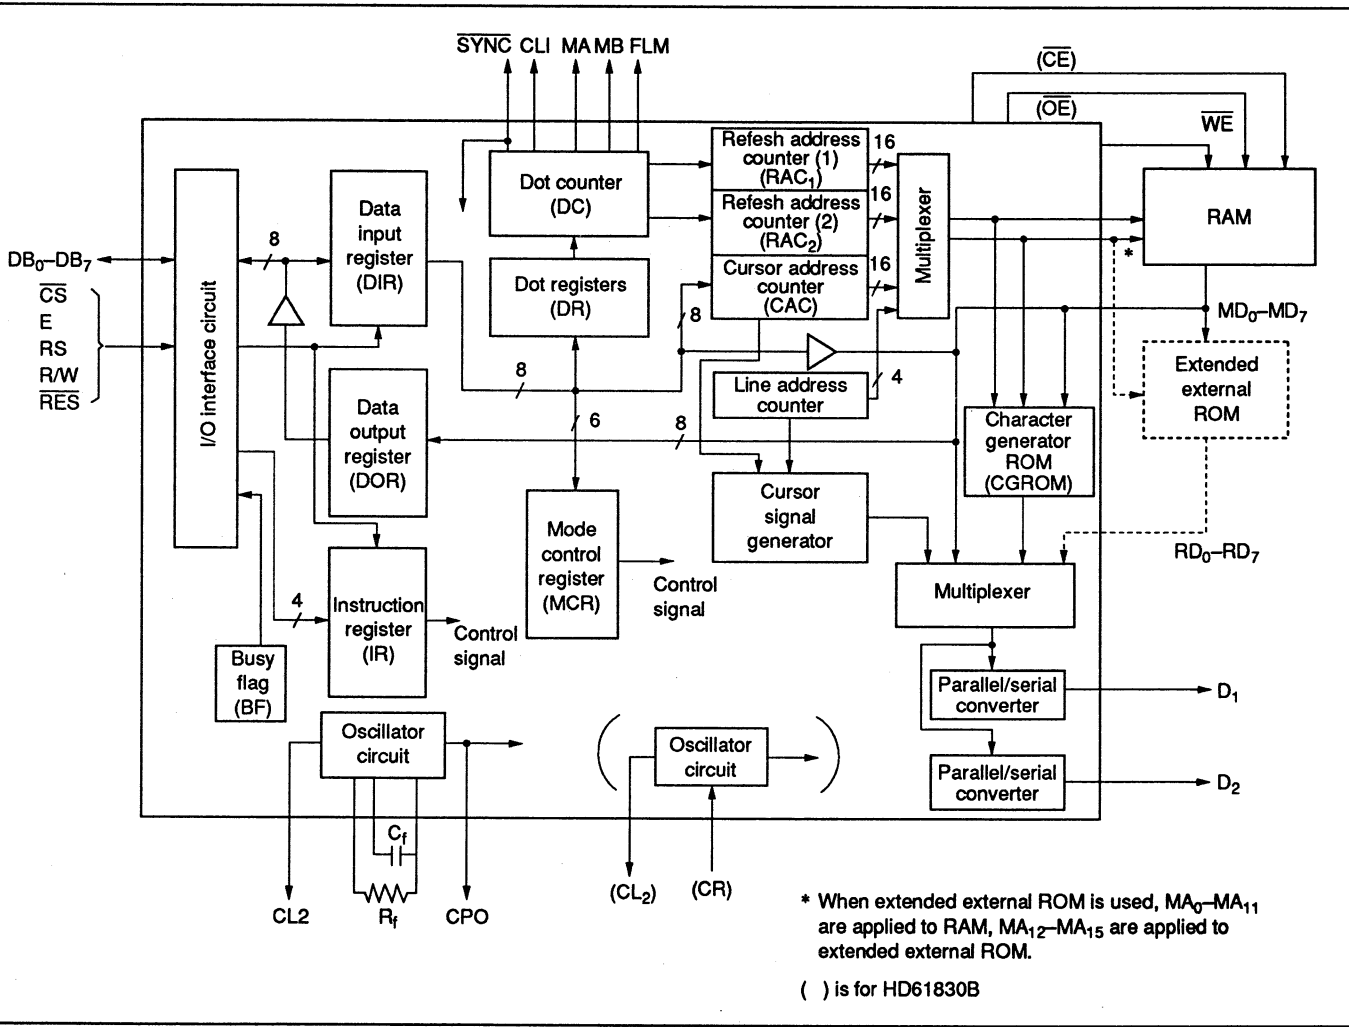 SYNC CLI MA MB FLM
(CE)
(OE)
WE
Refesh address
counter (1)
(RAC1)
16
Refesh address
counter (2)
(RAC2)
16
Cursor address
counter
(CAC)
16
Multiplexer
RAM
*
Dot counter
(DC)
Dot registers
(DR)
Data
input
register
(DIR)
8
DB0–DB7
CS
E
RS
R/W
RES
I/O interface circuit
8
8
6
8
4
Line address
counter
MD0–MD7
Extended
external
ROM
Data
output
register
(DOR)
Character
generator
ROM
(CGROM)
Cursor
signal
generator
Mode
control
register
(MCR)
Control
signal
RD0–RD7
Multiplexer
4
Instruction
register
(IR)
Control
signal
Busy
flag
(BF)
Parallel/serial
converter
D1
Parallel/serial
converter
D2
Oscillator
circuit
Oscillator
circuit
Cf
Rf
CL2
CPO
(CL2)
(CR)
* When extended external ROM is used, MA0–MA11
are applied to RAM, MA12–MA15 are applied to
extended external ROM.
( ) is for HD61830B